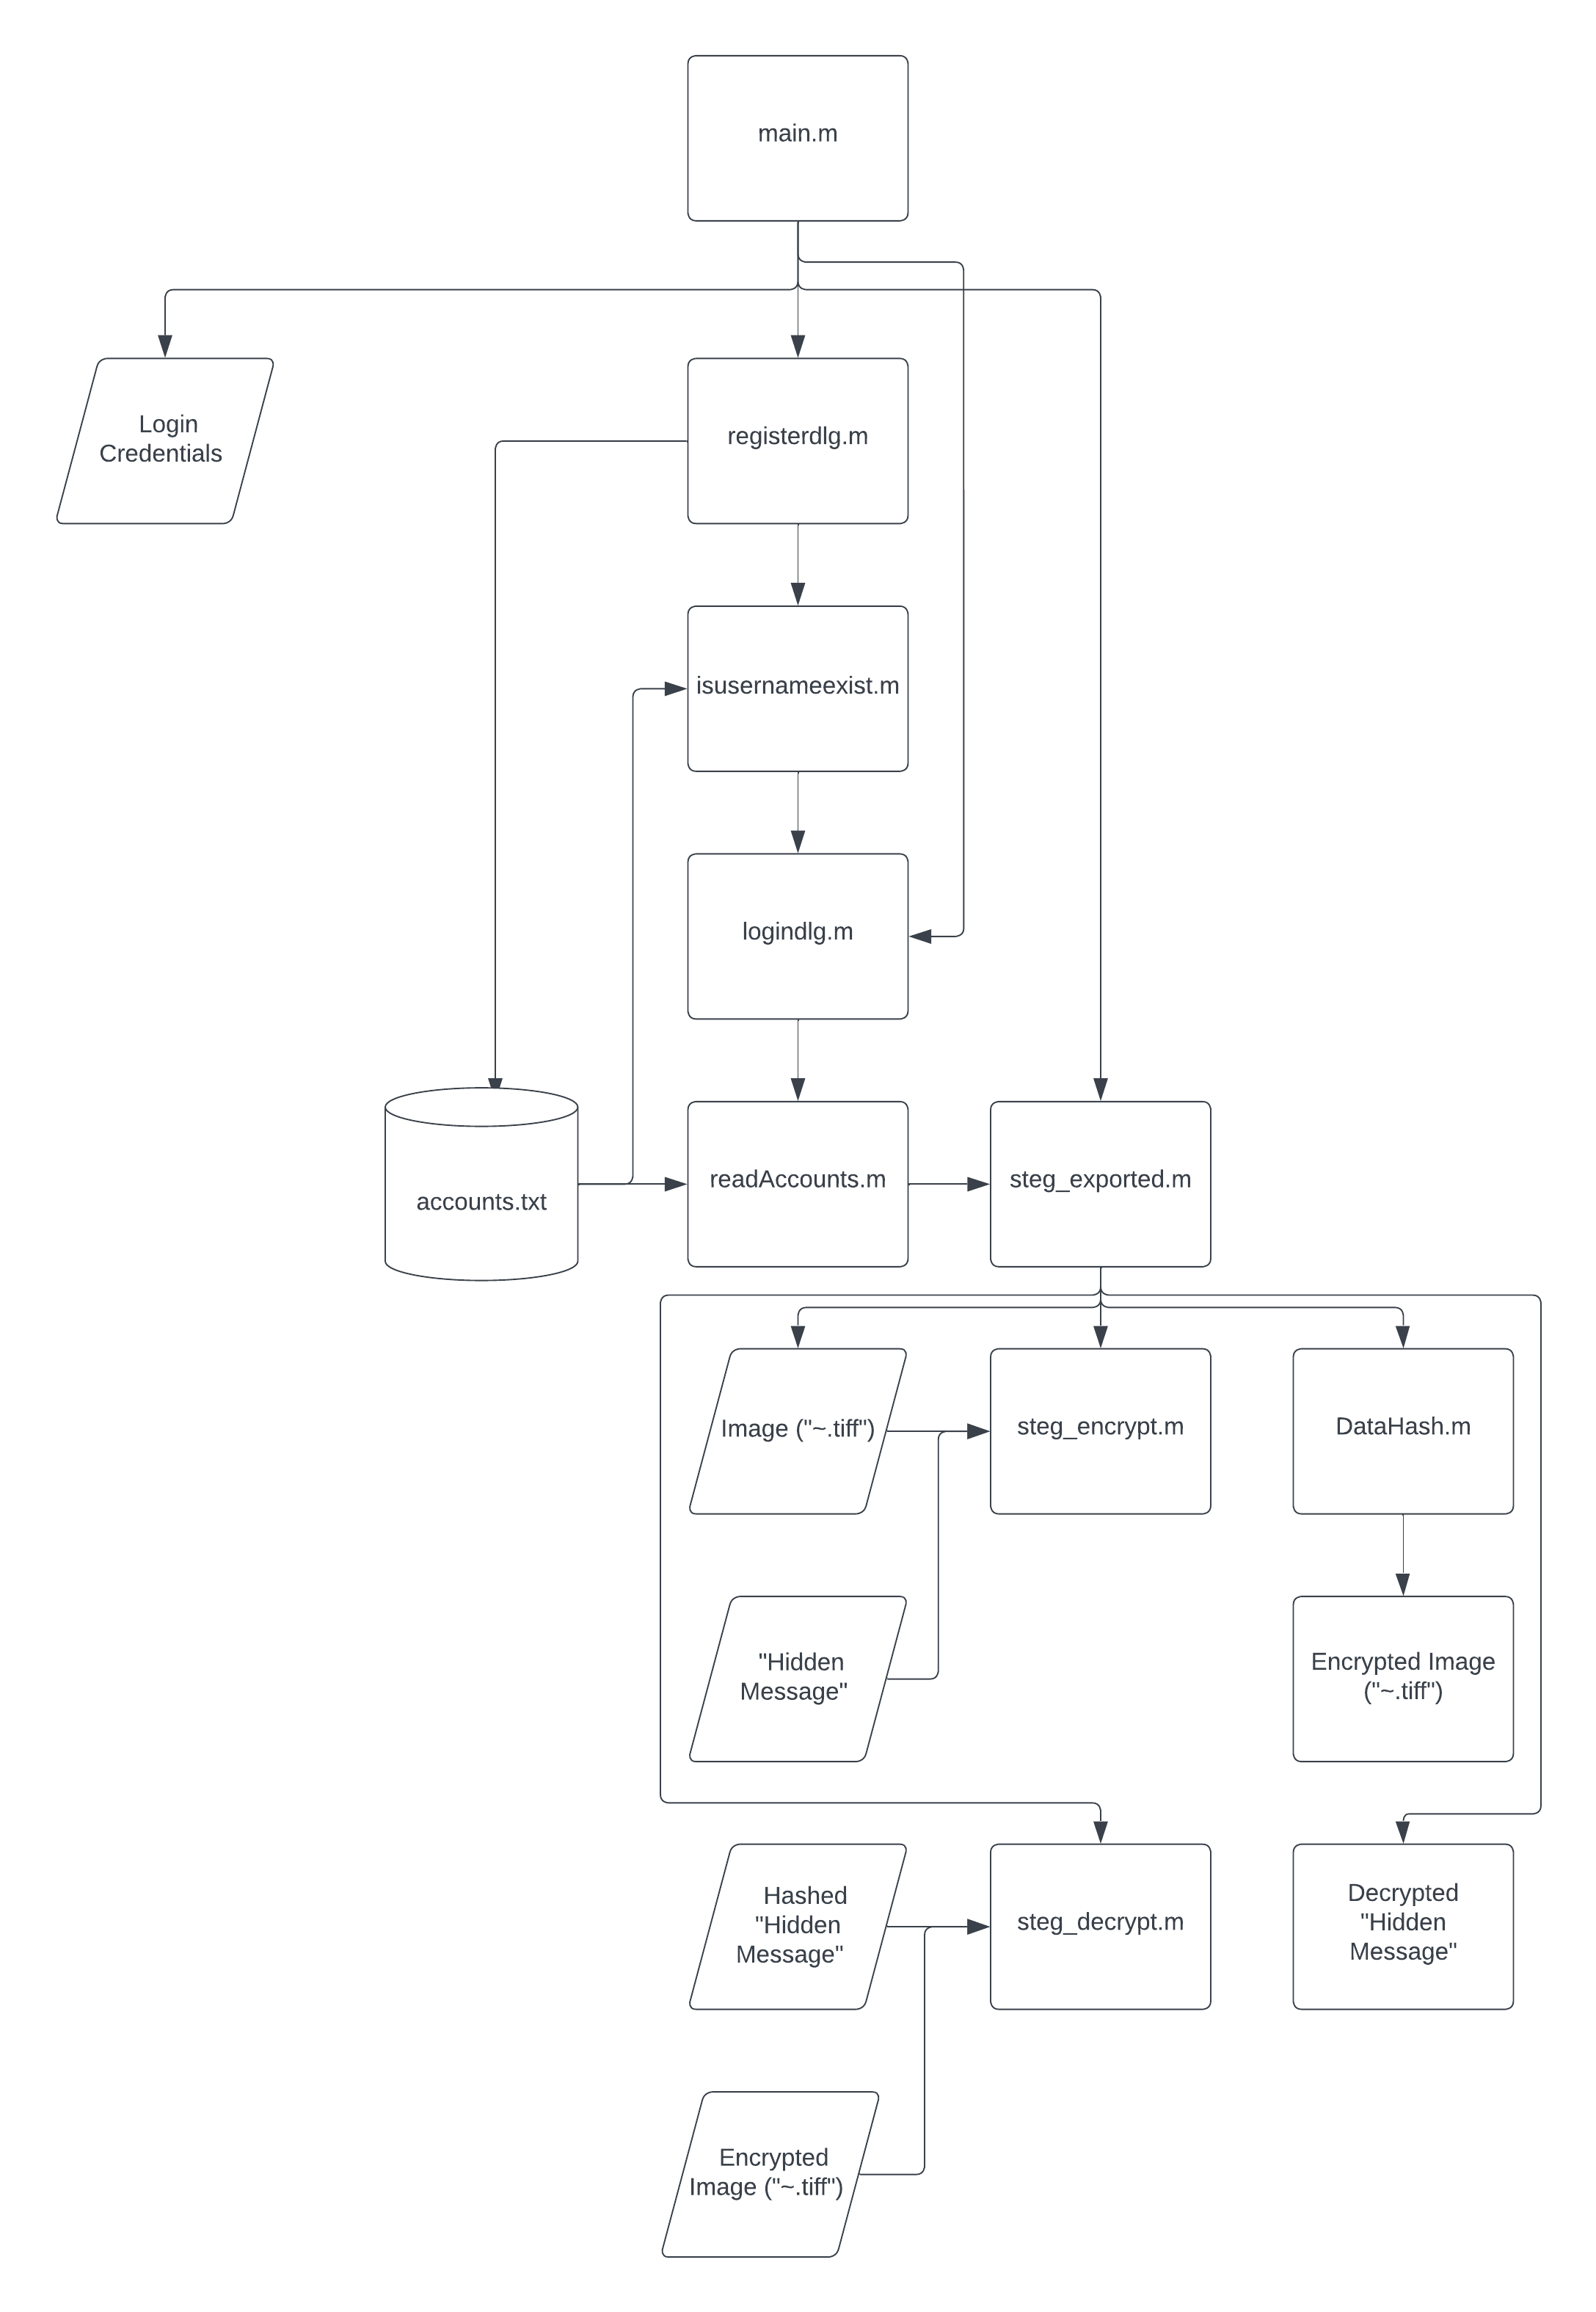 main.m
Login
Credentials
registerdlg.m
isusernameexist.m
logindlg.m
accounts.txt
readAccounts.m
steg_exported.m
Image ("~.tiff")
steg_encrypt.m
DataHash.m
"Hidden
Message"
Encrypted Image
("~.tiff")
Hashed
"Hidden
Message"
steg_decrypt.m
Decrypted
"Hidden
Message"
Encrypted
Image ("~.tiff")